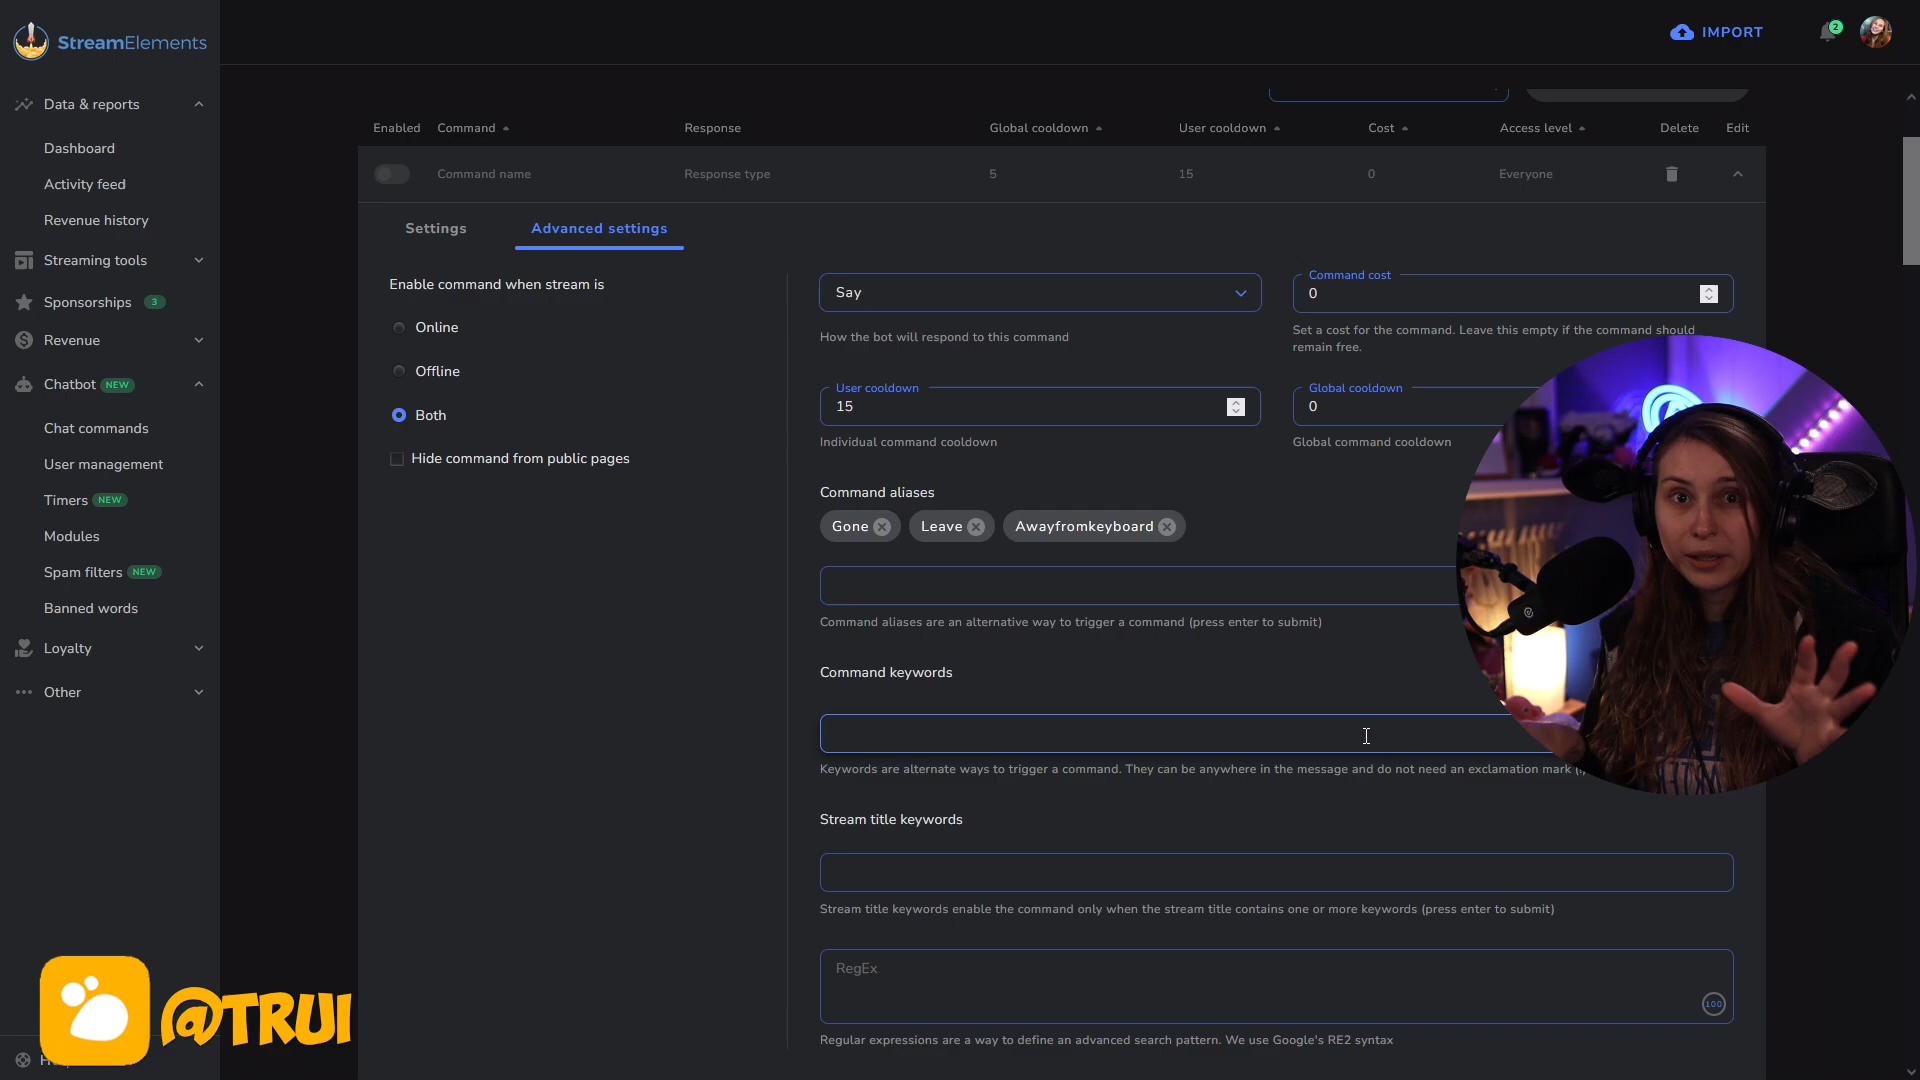 StreamElements
IMPORT
2
Data & reports
Dashboard
Activity feed
Revenue history
Streaming tools
Sponsorships 3
Revenue
Chatbot NEW
Chat commands
User management
Timers NEW
Modules
Spam filters NEW
Banned words
Loyalty
Other
Enabled Command Response Global cooldown User cooldown Cost Access level Delete Edit
Command name Response type 5 15 0 Everyone
Settings Advanced settings
Enable command when stream is
Online
Offline
Both
Hide command from public pages
Say
How the bot will respond to this command
Command cost
0
Set a cost for the command. Leave this empty if the command should
remain free.
User cooldown
15
Individual command cooldown
Global cooldown
0
Global command cooldown
Command aliases
Gone Leave Awayfromkeyboard
Command aliases are an alternative way to trigger a command (press enter to submit)
Command keywords
Keywords are alternate ways to trigger a command. They can be anywhere in the message and do not need an exclamation mark
Stream title keywords
Stream title keywords enable the command only when the stream title contains one or more keywords (press enter to submit)
RegEx
100
Regular expressions are a way to define an advanced search pattern. We use Google's RE2 syntax
@TRUI